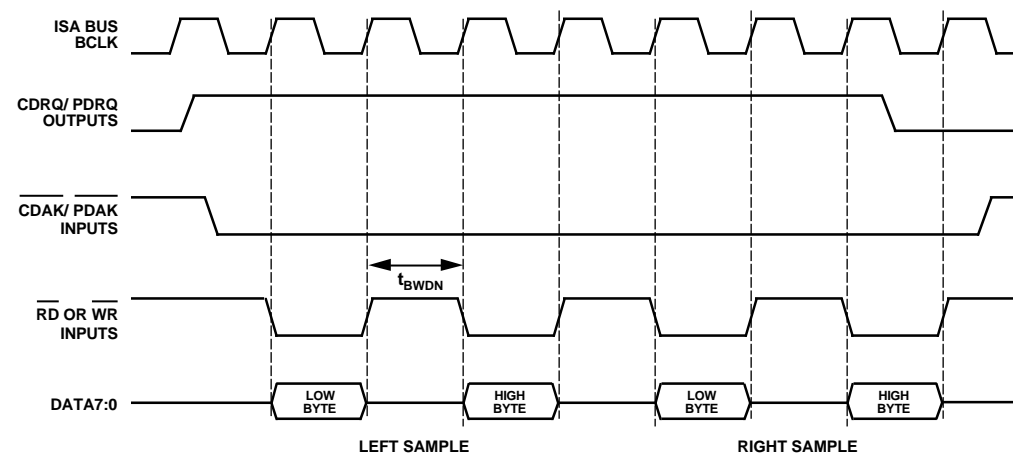 ISA BUS
BCLK
CDRQ/ PDRQ
OUTPUTS
CDAK/ PDAK
INPUTS
tBWDN
RD OR WR
INPUTS
DATA7:0
LOW
BYTE
HIGH
BYTE
LOW
BYTE
HIGH
BYTE
LEFT SAMPLE
RIGHT SAMPLE